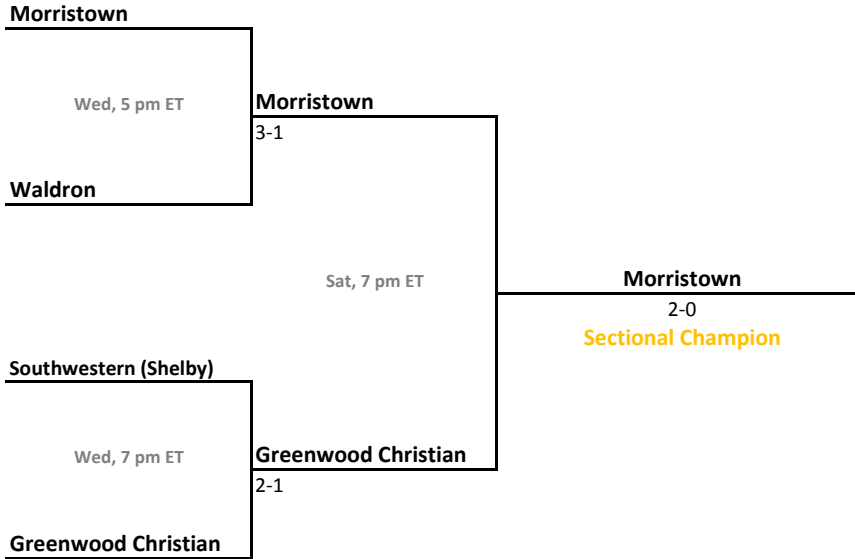 Morristown
Wed, 5 pm ET
Morristown
3-1
Waldron
Sat, 7 pm ET
Morristown
2-0
Sectional Champion
Southwestern (Shelby)
Wed, 7 pm ET
Greenwood Christian
2-1
Greenwood Christian